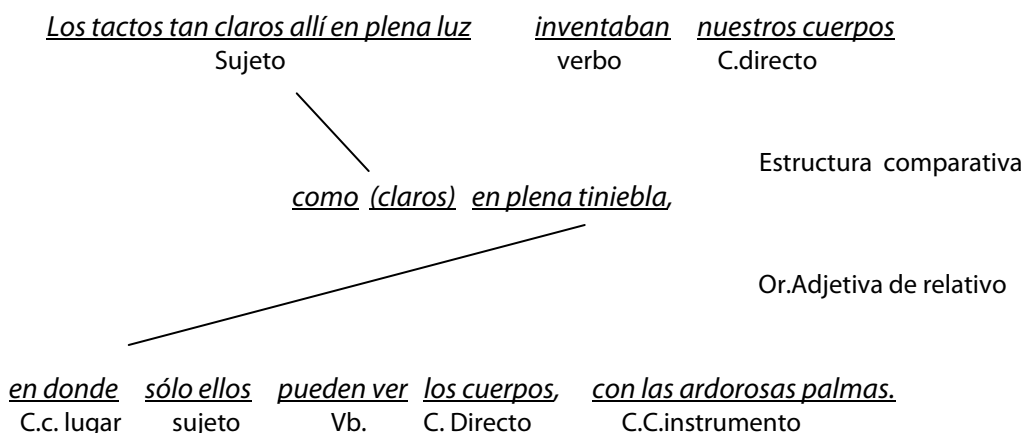 Los tactos tan claros allí en plena luz inventaban nuestros cuerpos
Sujeto verbo C.directo
Estructura comparativa
como (claros) en plena tiniebla,
Or.Adjetiva de relativo
en donde sólo ellos pueden ver los cuerpos, con las ardorosas palmas.
C.c. lugar sujeto Vb. C. Directo C.C.instrumento